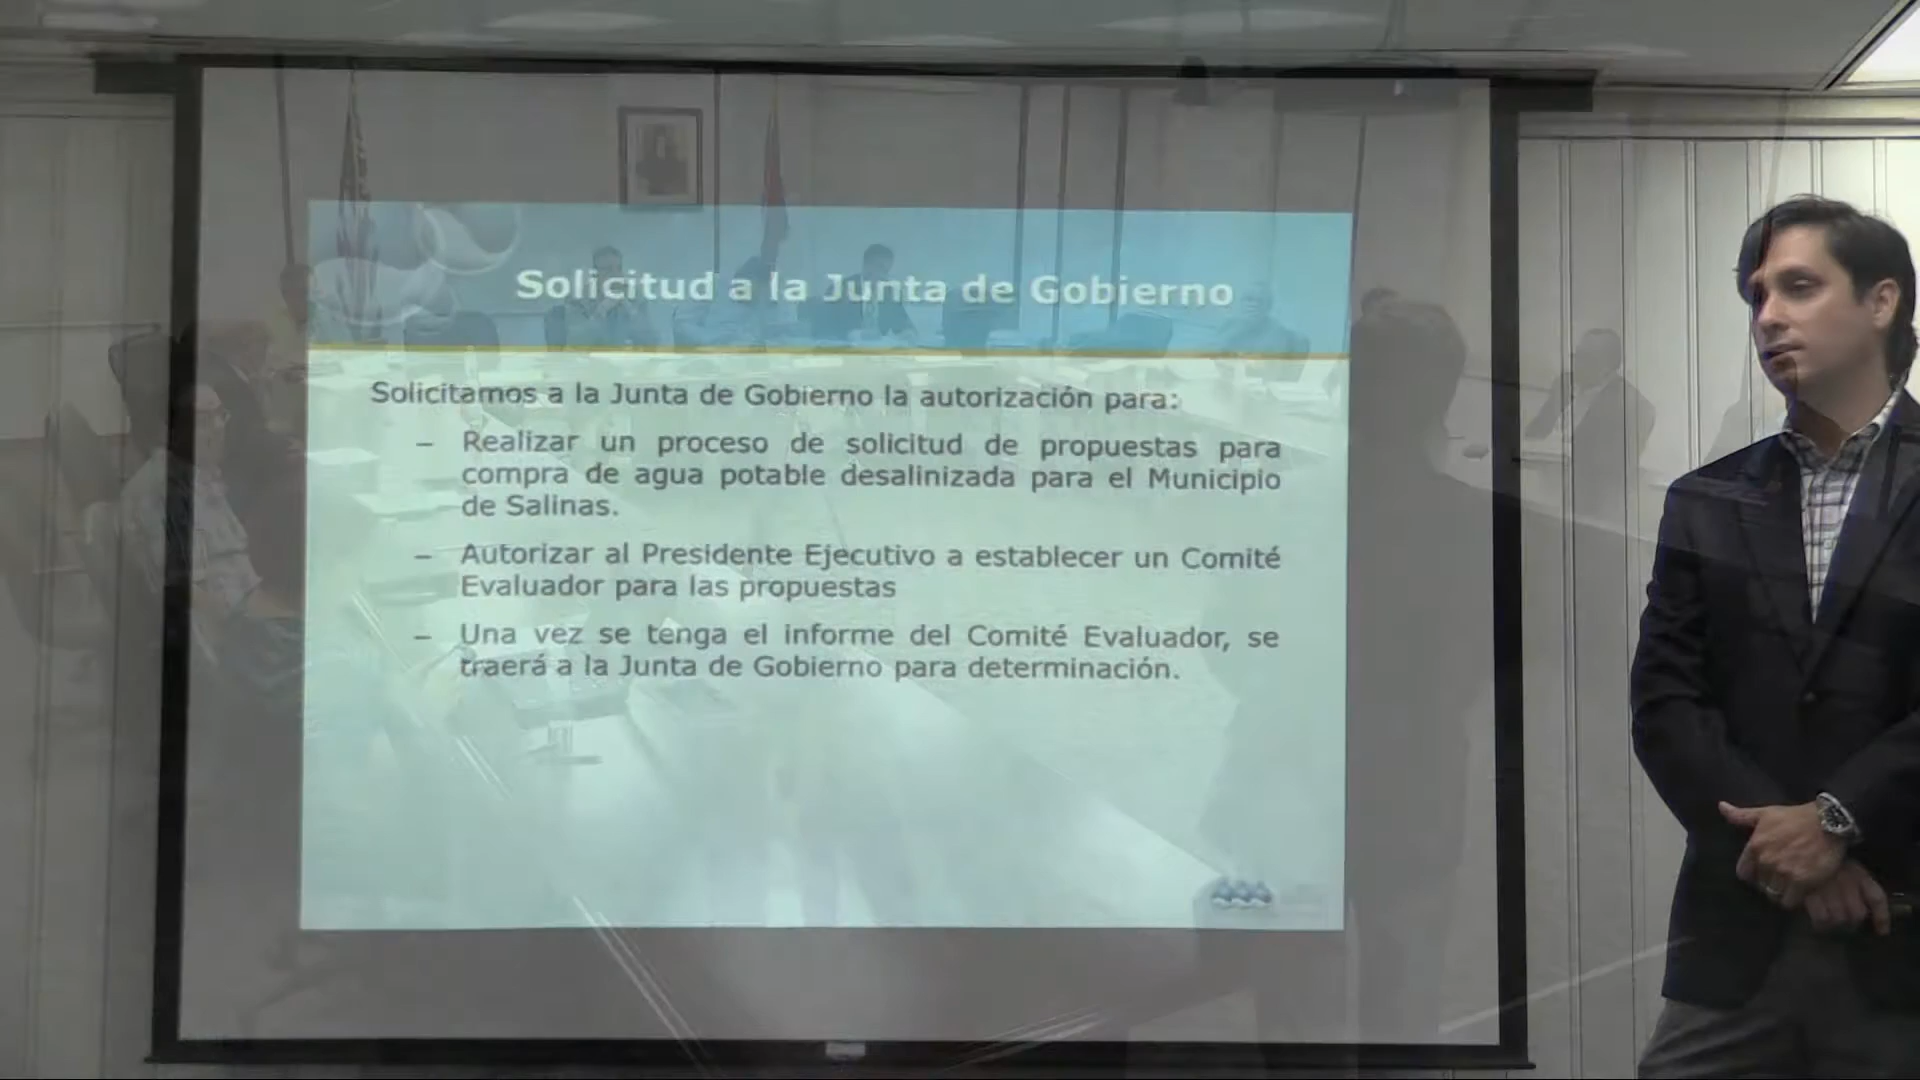 Solicitud a la Junta de Gobierno
Solicitamos a la Junta de Gobierno la autorización para:
– Realizar un proceso de solicitud de propuestas para
compra de agua potable desalinizada para el Municipio
de Salinas.
– Autorizar al Presidente Ejecutivo a establecer un Comité
Evaluador para las propuestas
– Una vez se tenga el informe del Comité Evaluador, se
traerá a la Junta de Gobierno para determinación.